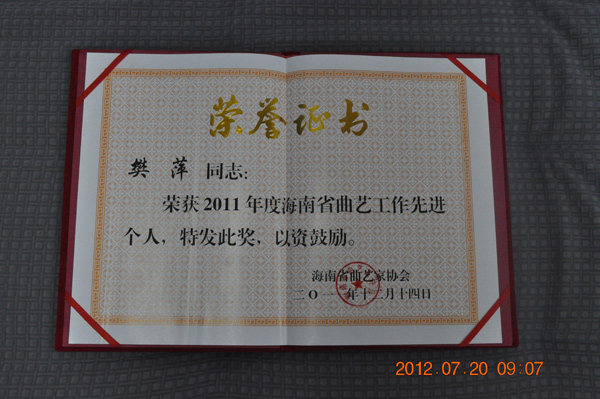 荣誉证书
樊 萍 同志：
荣获2011年度海南省曲艺工作先进
个人，特发此奖，以资鼓励。
海南省曲艺家协会
二〇一 年十二月十四日
2012.07.20 09:07